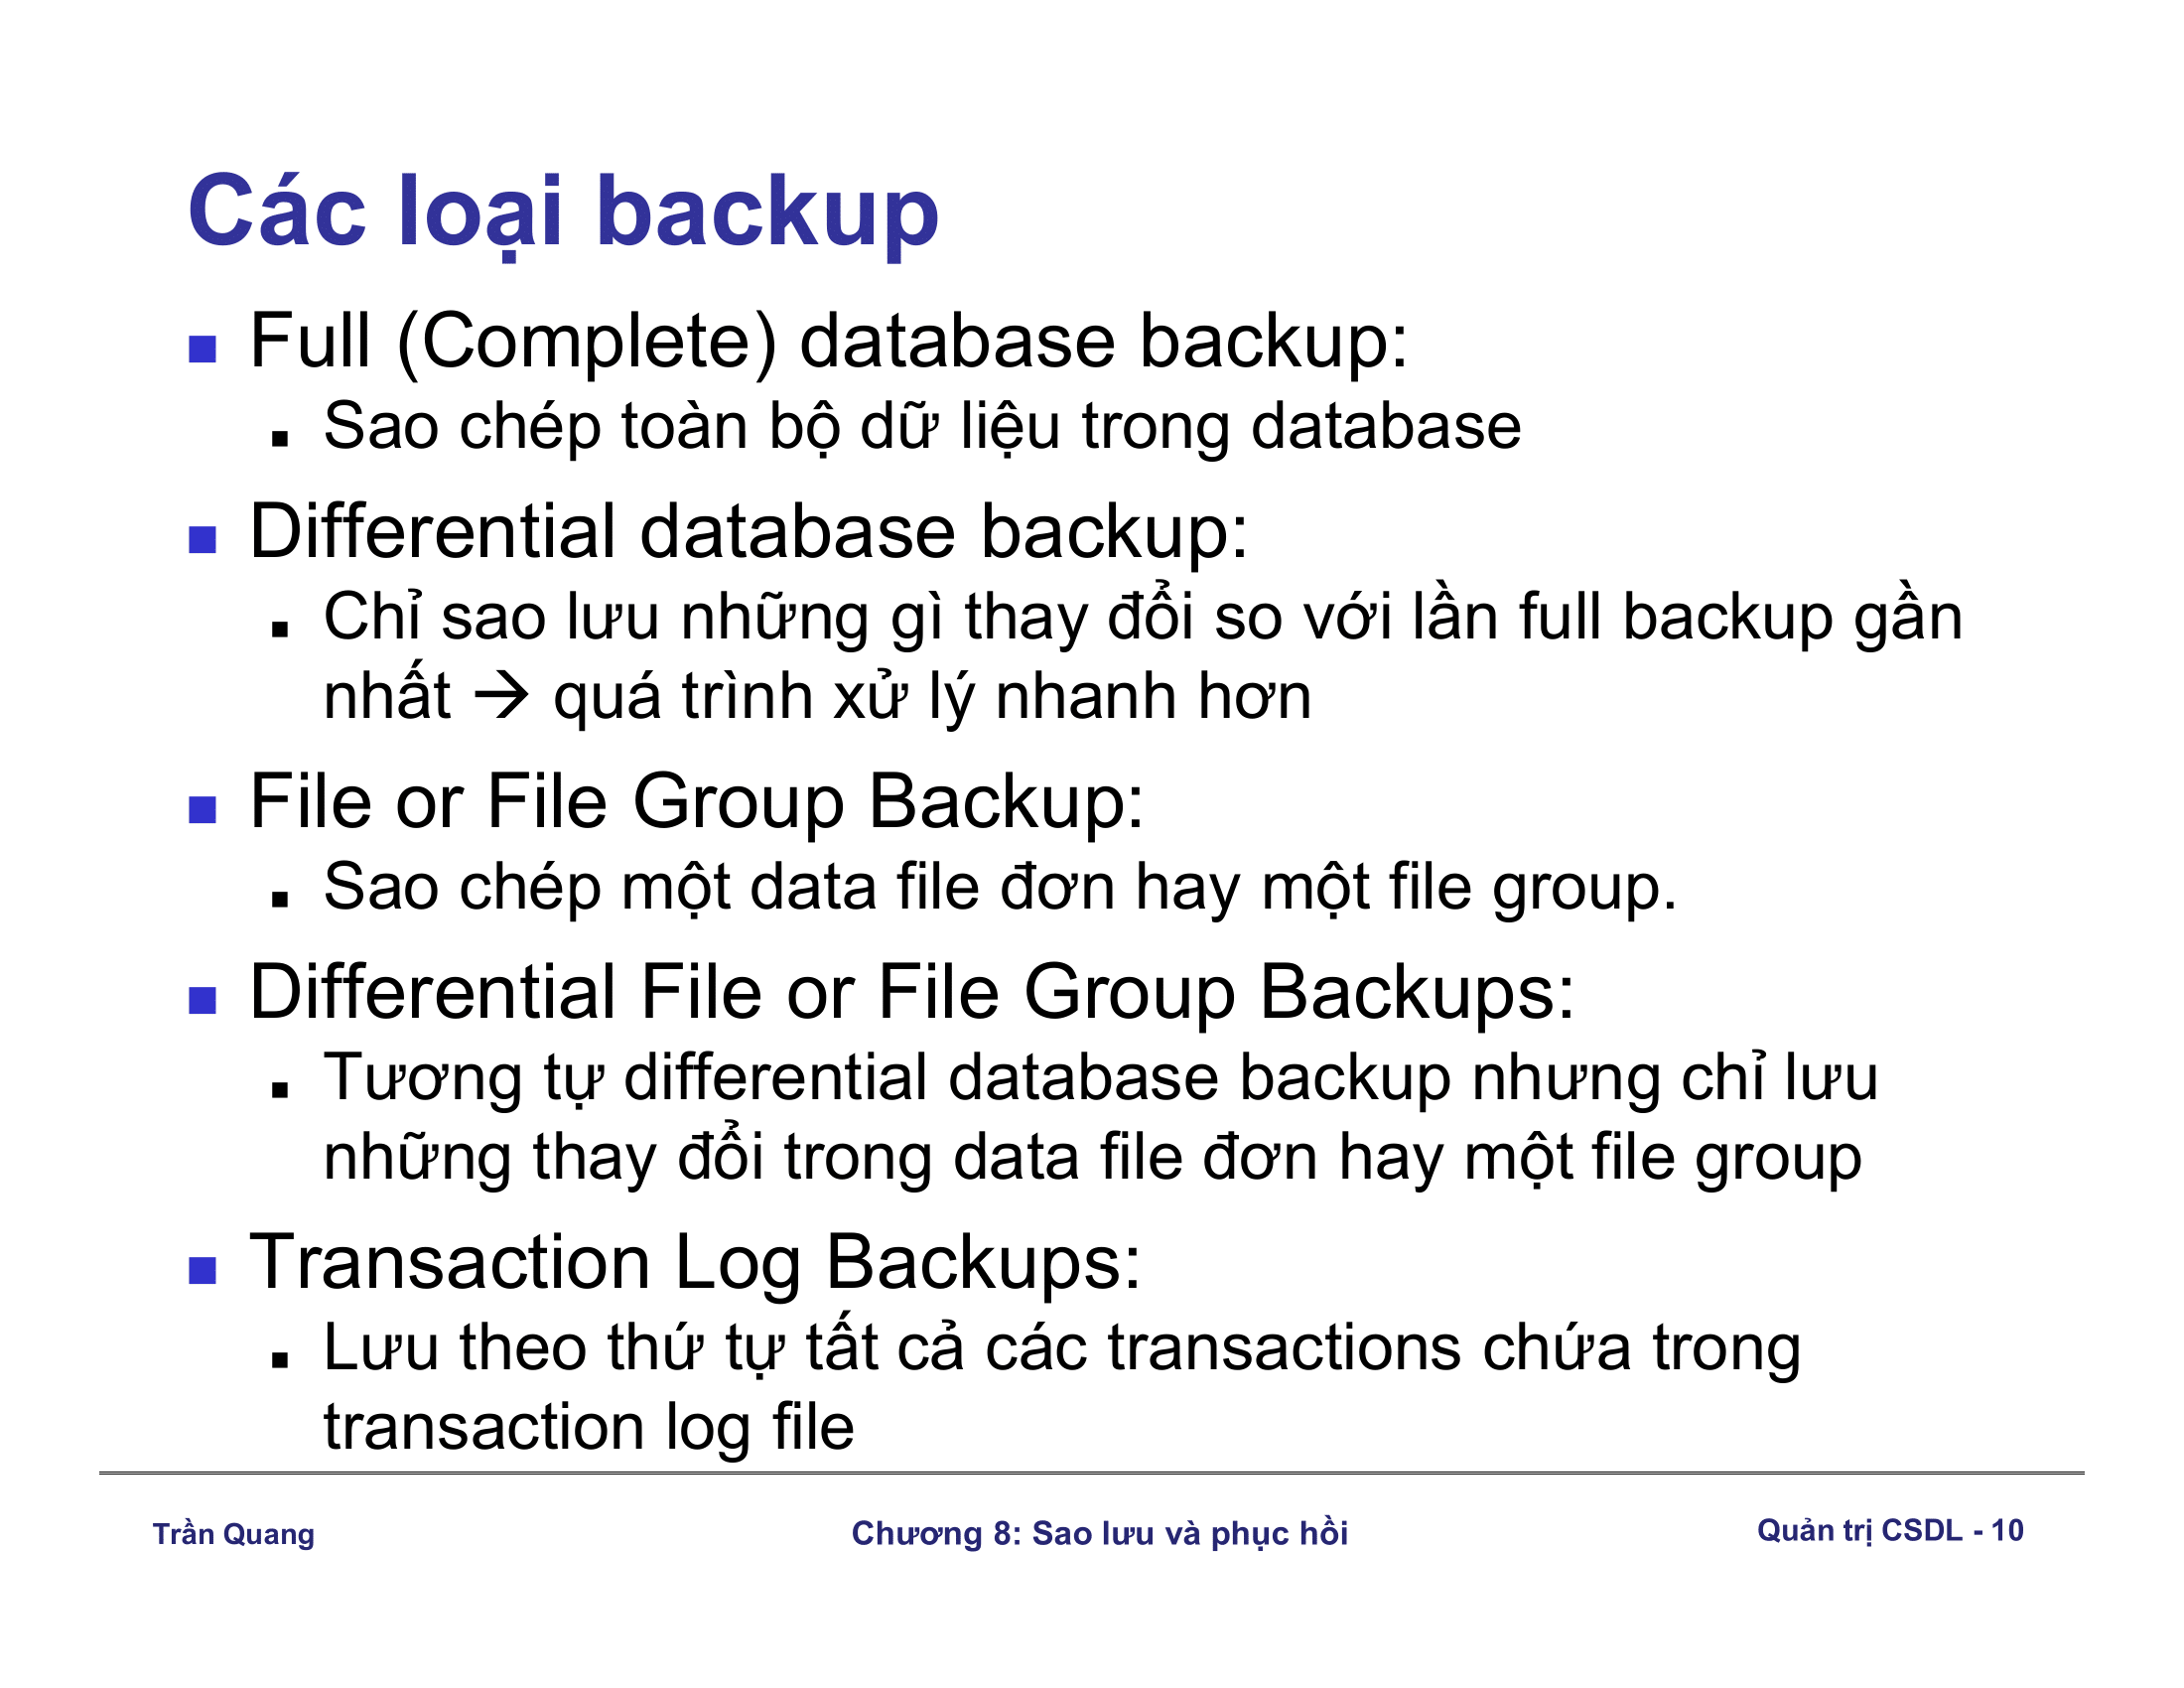 Các loại backup
Full (Complete) database backup:
Sao chép toàn bộ dữ liệu trong database
Differential database backup:
Chỉ sao lưu những gì thay đổi so với lần full backup gần
nhất → quá trình xử lý nhanh hơn
File or File Group Backup:
Sao chép một data file đơn hay một file group.
Differential File or File Group Backups:
Tương tự differential database backup nhưng chỉ lưu
những thay đổi trong data file đơn hay một file group
Transaction Log Backups:
Lưu theo thứ tự tất cả các transactions chứa trong
transaction log file
Trần Quang
Chương 8: Sao lưu và phục hồi
Quản trị CSDL - 10